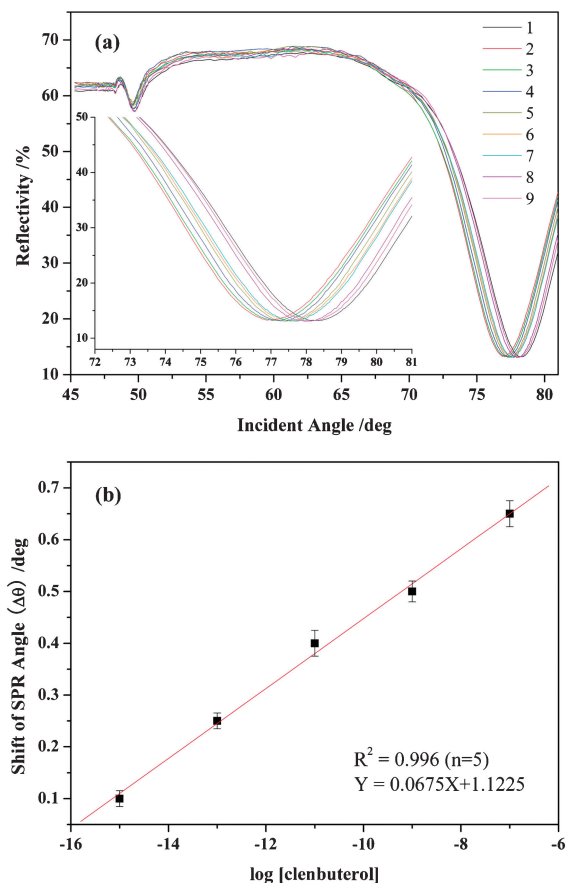 (a)
1
2
3
4
5
6
7
8
9
70
60
50
40
30
20
10
Reflectivity /%
50
40
30
20
10
72 73 74 75 76 77 78 79 80 81
45 50 55 60 65 70 75 80
Incident Angle /deg
(b)
0.7
0.6
0.5
0.4
0.3
0.2
0.1
Shift of SPR Angle (Δθ) /deg
R² = 0.996 (n=5)
Y = 0.0675X+1.1225
-16 -14 -12 -10 -8 -6
log [clenbuterol]